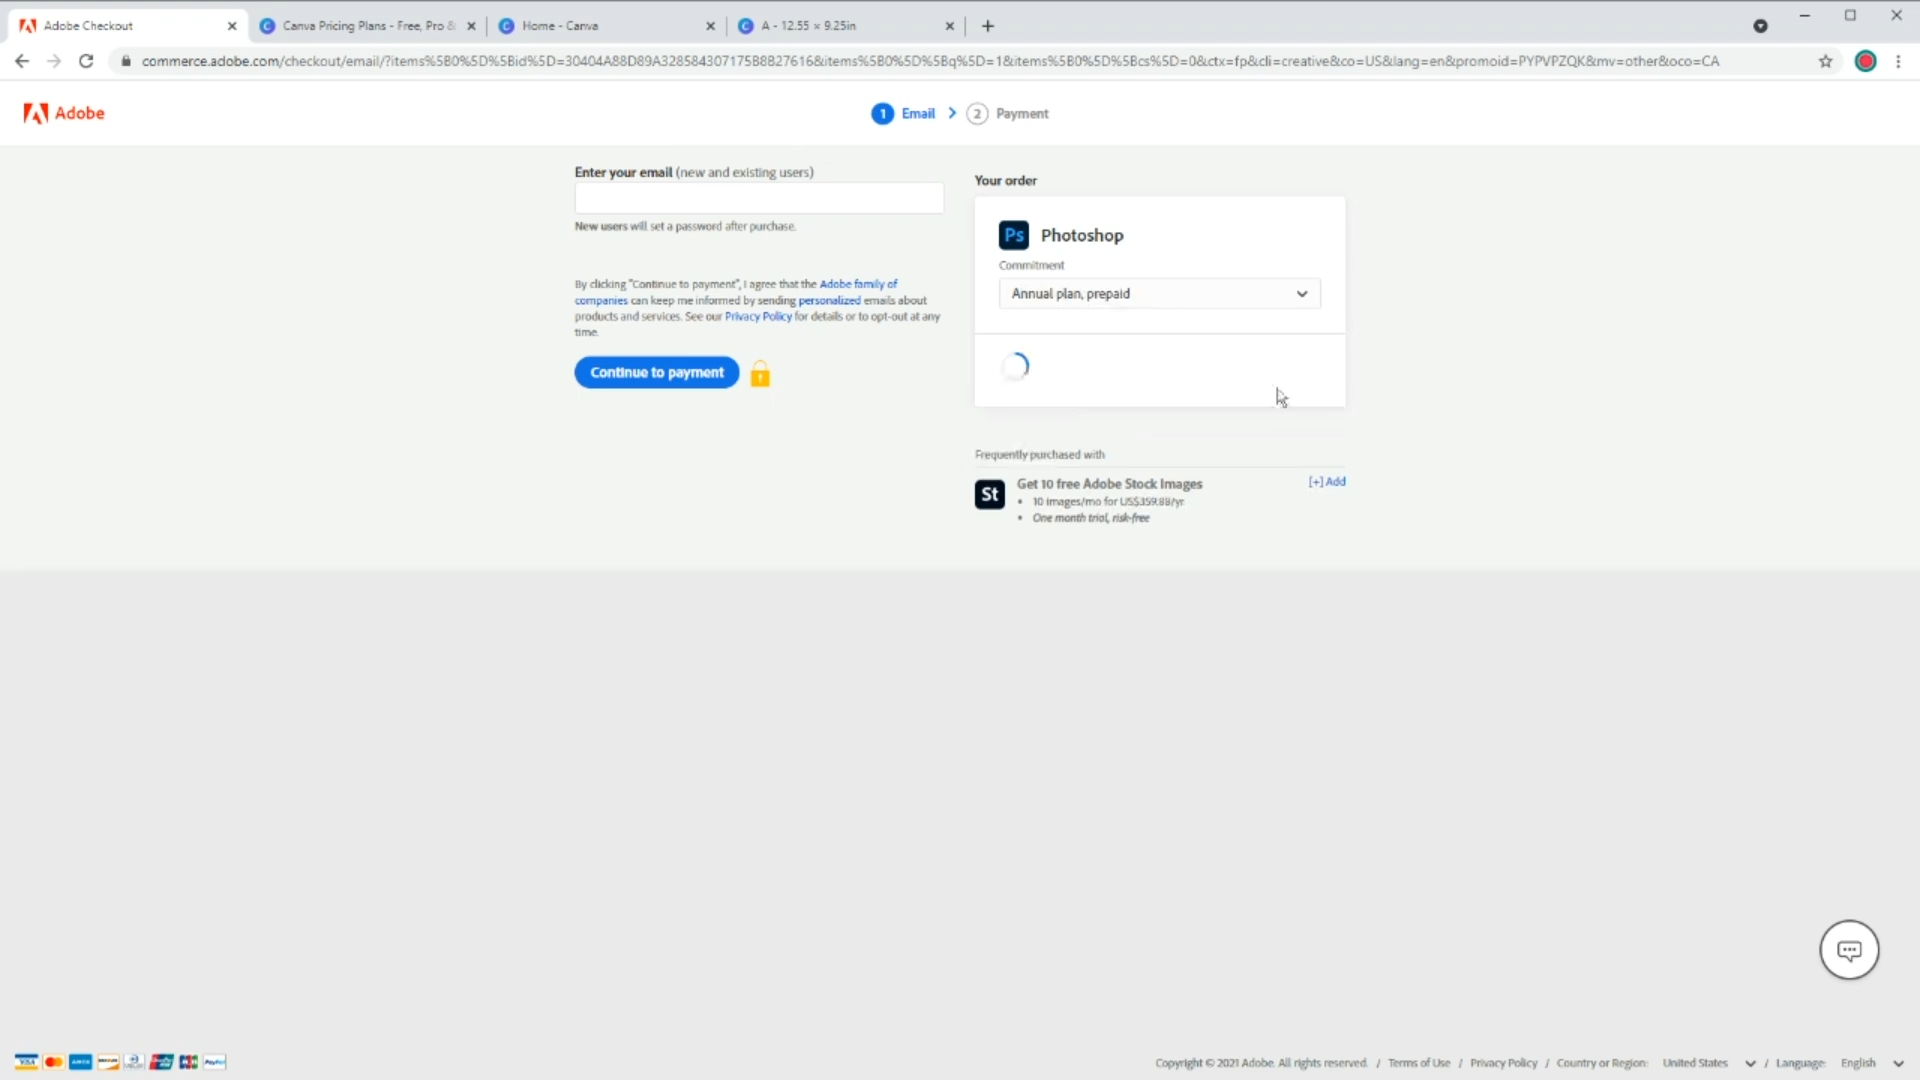 Adobe Checkout
Canva Pricing Plans - Free, Pro &
Home - Canva
A - 12.55 × 9.25in
commerce.adobe.com/checkout/email/?items%5B0%5D%5Bid%5D=30404A88D89A328584307175B8B27616&items%5B0%5D%5Bq%5D=1&items%5B0%5D%5Bcs%5D=0&ctx=fp&cli=creative&co=US&lang=en&promoid=PYPVPZQK&mv=other&oco=CA
Adobe
1 Email
2 Payment
Enter your email (new and existing users)
New users will set a password after purchase.
By clicking "Continue to payment", I agree that the Adobe family of
companies can keep me informed by sending personalized emails about
products and services. See our Privacy Policy for details or to opt-out at any
time.
Continue to payment
Your order
Ps Photoshop
Commitment
Annual plan, prepaid
Frequently purchased with
St
Get 10 free Adobe Stock Images
[+] Add
• 10 images/mo for US$359.88/yr
• One month trial, risk-free
VISA
AMEX
PayPal
Copyright © 2021 Adobe. All rights reserved. / Terms of Use / Privacy Policy / Country or Region: United States / Language: English